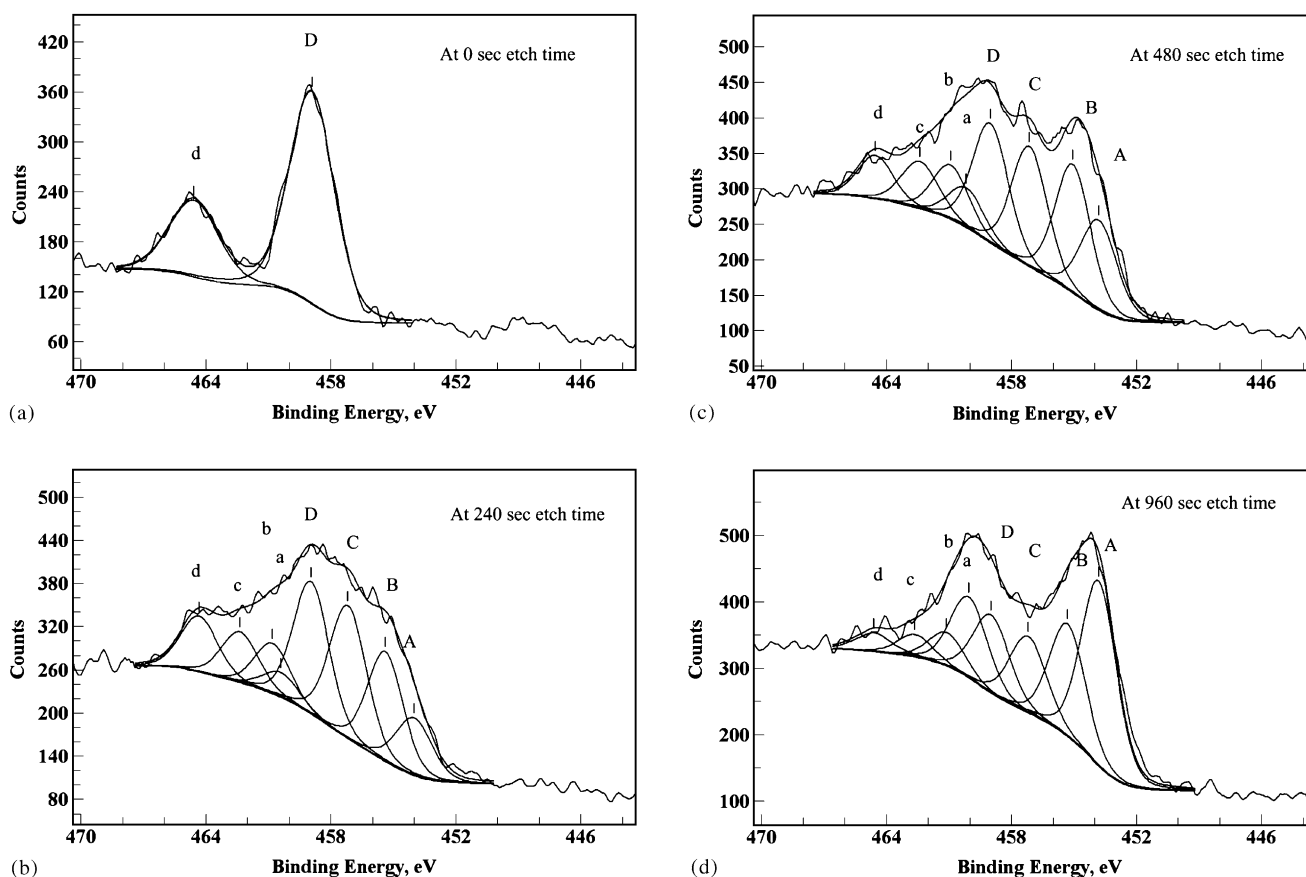 At 0 sec etch time
D
d
420
360
300
240
180
120
60
Counts
470 464 458 452 446
Binding Energy, eV
(a)
At 480 sec etch time
D
b C
d c a B
A
500
450
400
350
300
250
200
150
100
50
Counts
470 464 458 452 446
Binding Energy, eV
(c)
At 240 sec etch time
b D
a C
d c B
A
500
440
380
320
260
200
140
80
Counts
470 464 458 452 446
Binding Energy, eV
(b)
At 960 sec etch time
b D C A
d c a B
500
400
300
200
100
Counts
470 464 458 452 446
Binding Energy, eV
(d)